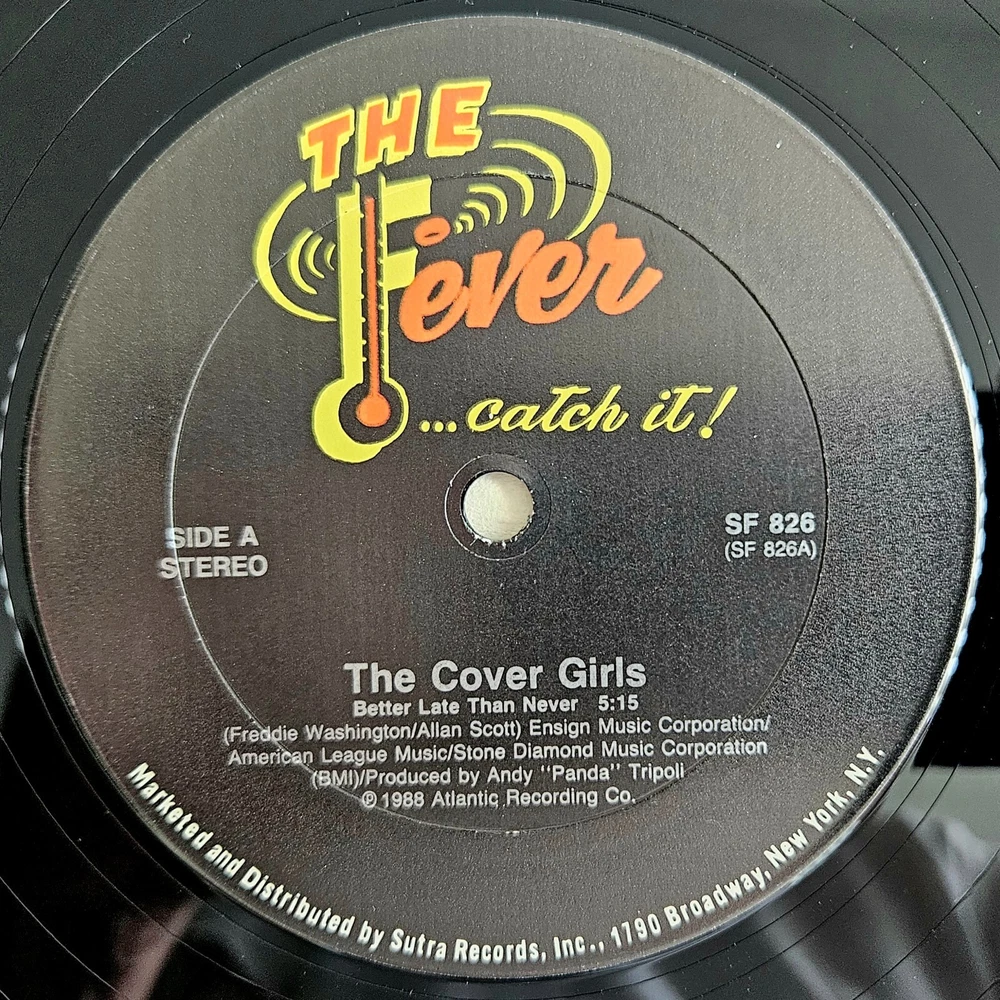 THE
Fever
...catch it!
SIDE A
STEREO
SF 826
(SF 826A)
The Cover Girls
Better Late Than Never 5:15
(Freddie Washington/Allan Scott) Ensign Music Corporation/
American League Music/Stone Diamond Music Corporation
(BMI)/Produced by Andy "Panda" Tripoli
℗ 1988 Atlantic Recording Co.
Marketed and Distributed by Sutra Records, Inc., 1790 Broadway, New York, N.Y.